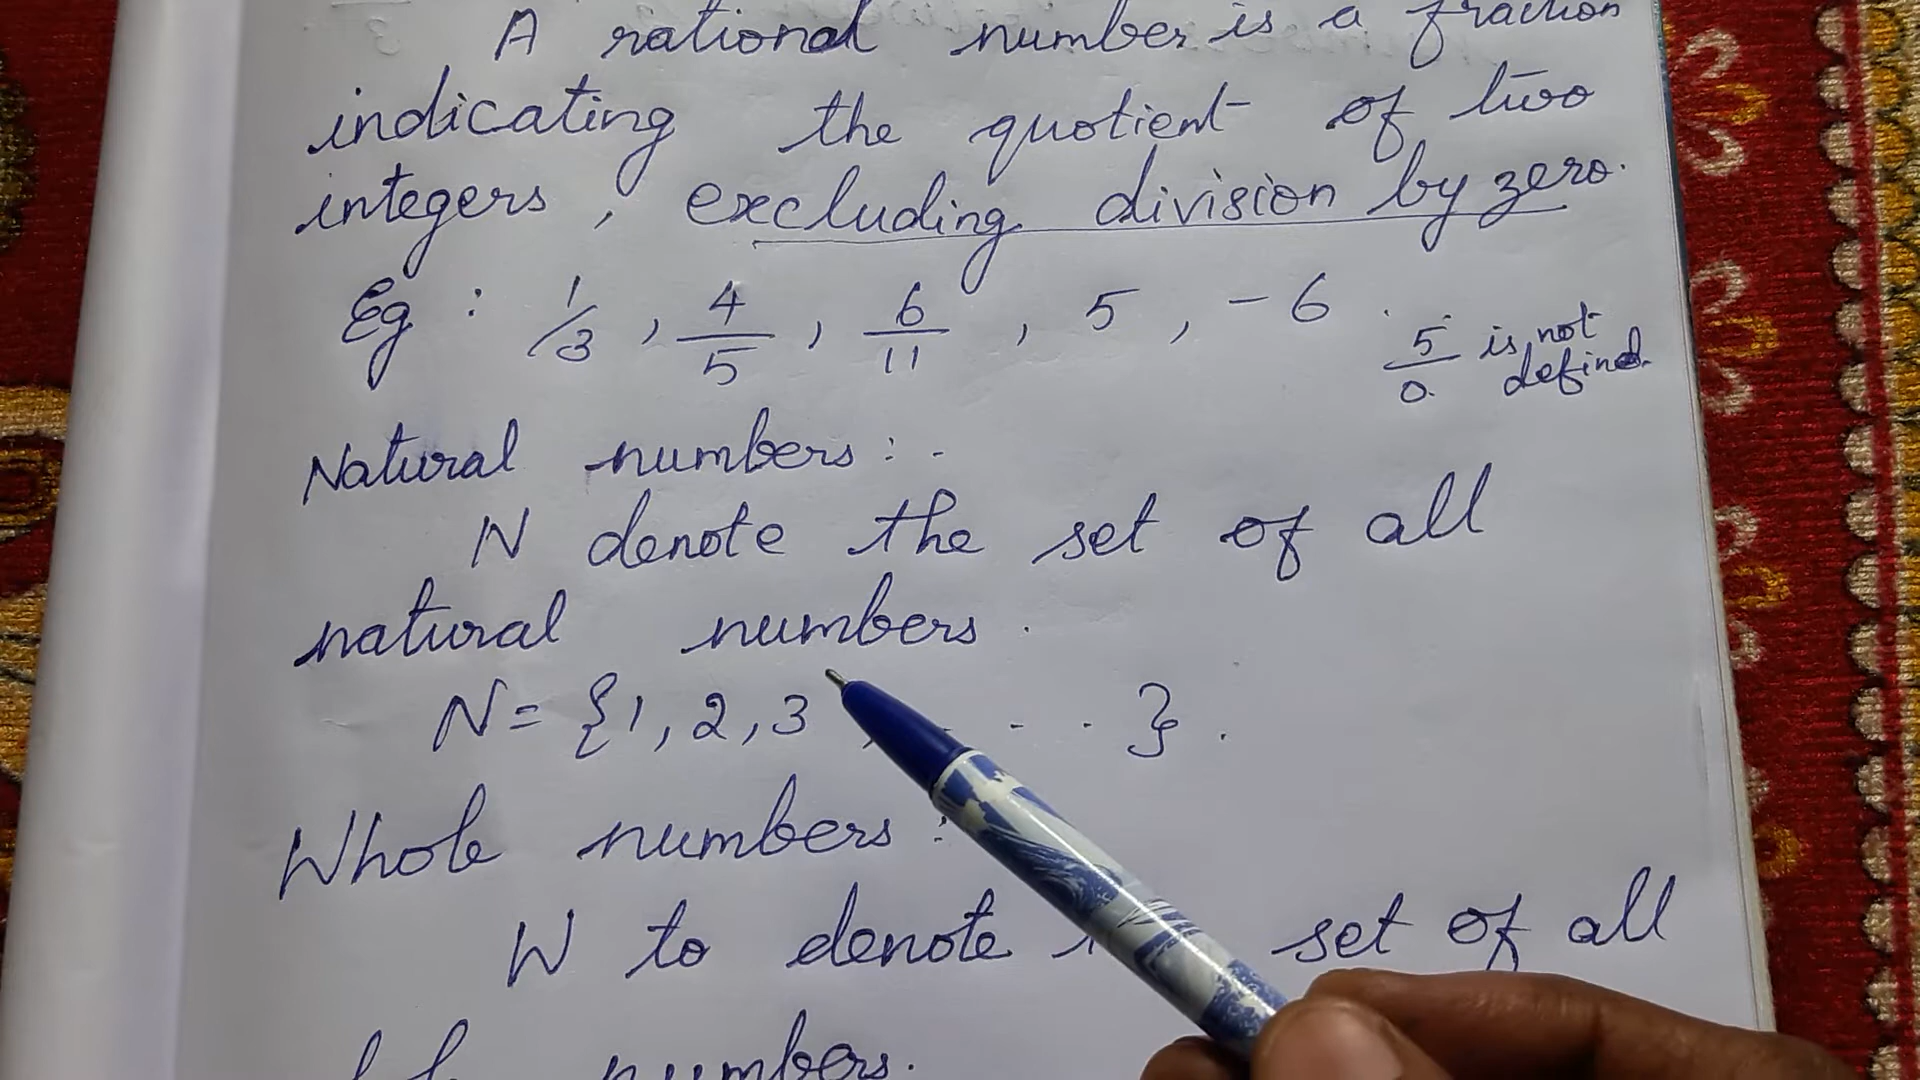 A rational number is a fraction
indicating the quotient of two
integers, excluding division by zero.
Eg : 1/3, 4/5, 6/11, 5, -6. 5/0 is not defined.
Natural numbers:-
N denote the set of all
natural numbers.
N = {1, 2, 3, . . . }.
Whole numbers:
W to denote set of all
numbers.